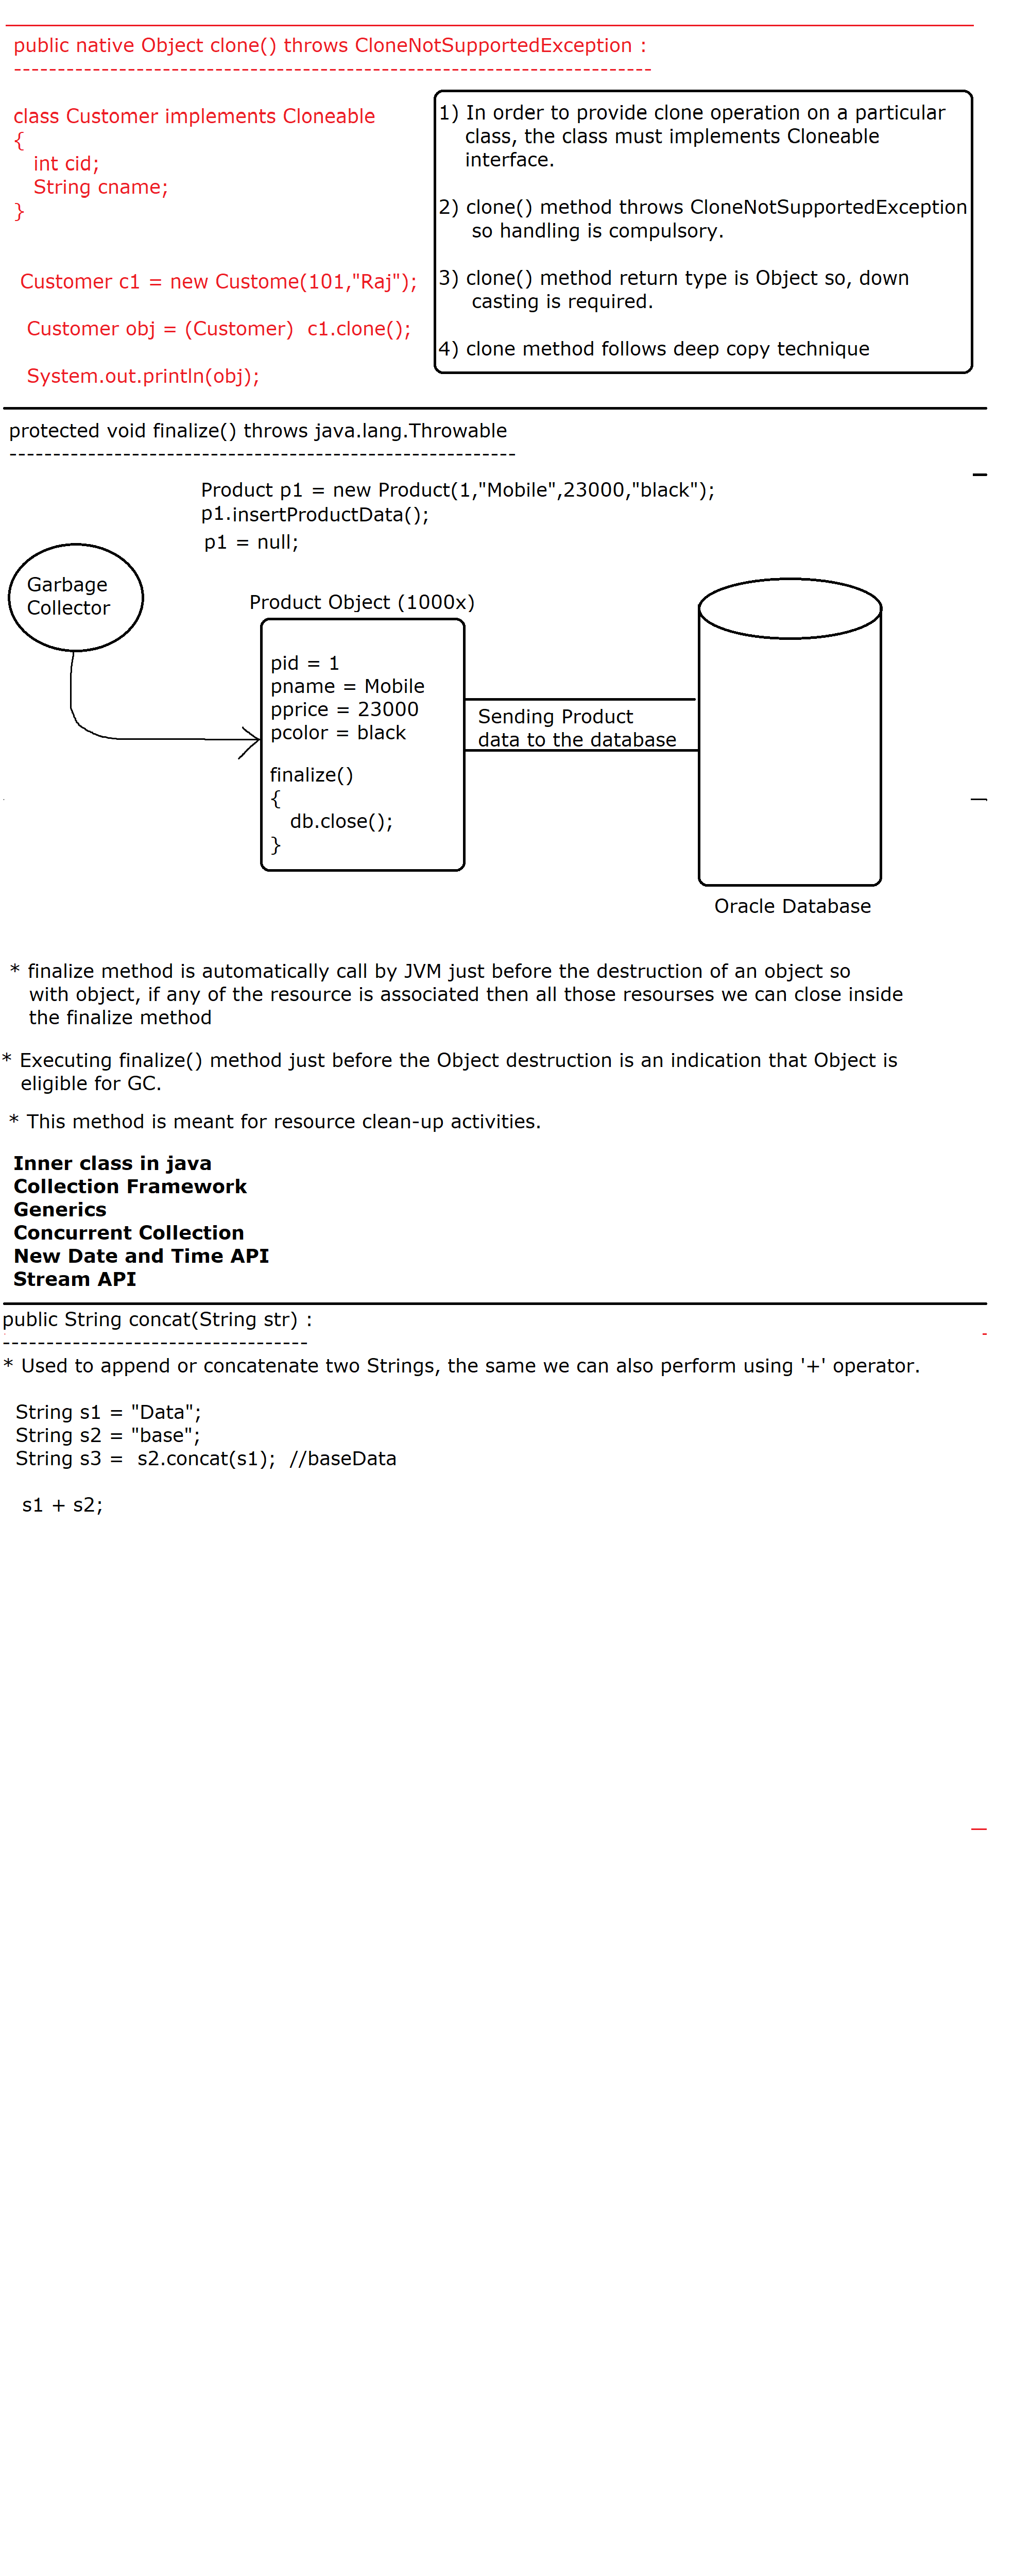 public native Object clone() throws CloneNotSupportedException :
-------------------------------------------------------------------------
class Customer implements Cloneable
{
int cid;
String cname;
}
Customer c1 = new Custome(101,"Raj");
Customer obj = (Customer)  c1.clone();
System.out.println(obj);
1) In order to provide clone operation on a particular
class, the class must implements Cloneable
interface.
2) clone() method throws CloneNotSupportedException
so handling is compulsory.
3) clone() method return type is Object so, down
casting is required.
4) clone method follows deep copy technique
protected void finalize() throws java.lang.Throwable
----------------------------------------------------------
Product p1 = new Product(1,"Mobile",23000,"black");
p1.insertProductData();
p1 = null;
Garbage
Collector
Product Object (1000x)
pid = 1
pname = Mobile
pprice = 23000
pcolor = black
finalize()
{
db.close();
}
Sending Product
data to the database
Oracle Database
* finalize method is automatically call by JVM just before the destruction of an object so
with object, if any of the resource is associated then all those resourses we can close inside
the finalize method
* Executing finalize() method just before the Object destruction is an indication that Object is
eligible for GC.
* This method is meant for resource clean-up activities.
Inner class in java
Collection Framework
Generics
Concurrent Collection
New Date and Time API
Stream API
public String concat(String str) :
-----------------------------------
* Used to append or concatenate two Strings, the same we can also perform using '+' operator.
String s1 = "Data";
String s2 = "base";
String s3 =  s2.concat(s1);  //baseData
s1 + s2;